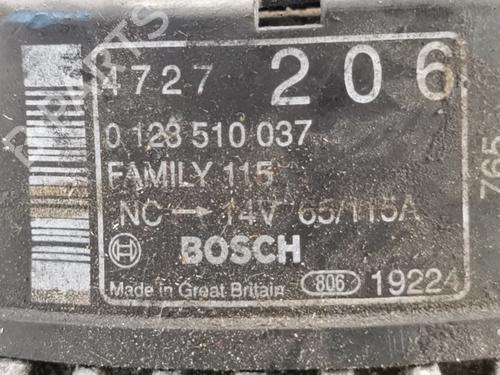 4727 206
0 123 510 037
FAMILY 115
NC→ 14V 65/115A
BOSCH
Made in Great Britain 806 19224
765